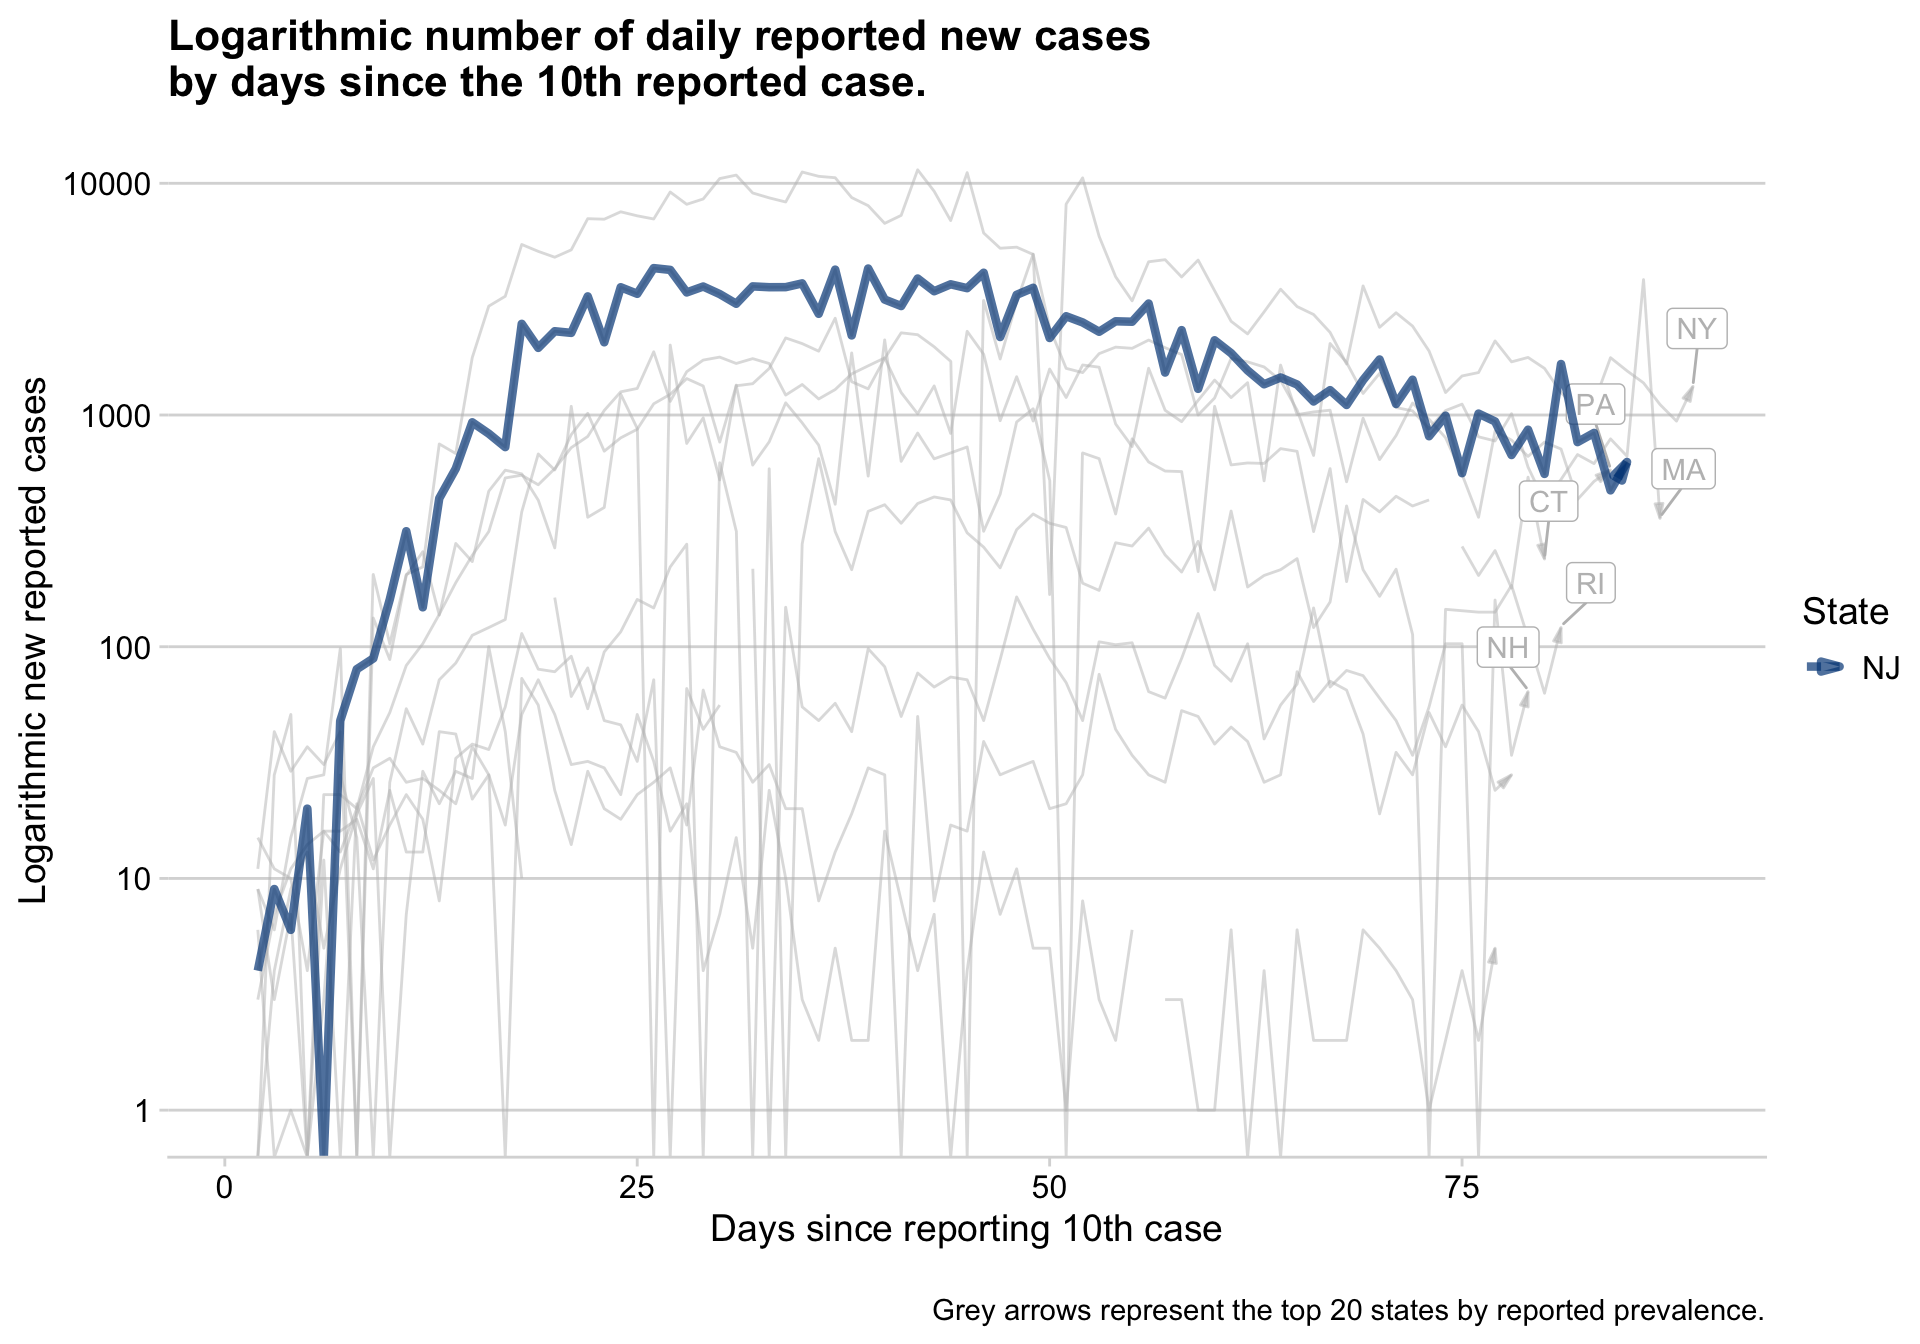 Logarithmic number of daily reported new cases
by days since the 10th reported case.
Logarithmic new reported cases
10000
1000
100
10
1
NY
PA
MA
CT
RI
NH
State
NJ
0
25
50
75
Days since reporting 10th case
Grey arrows represent the top 20 states by reported prevalence.